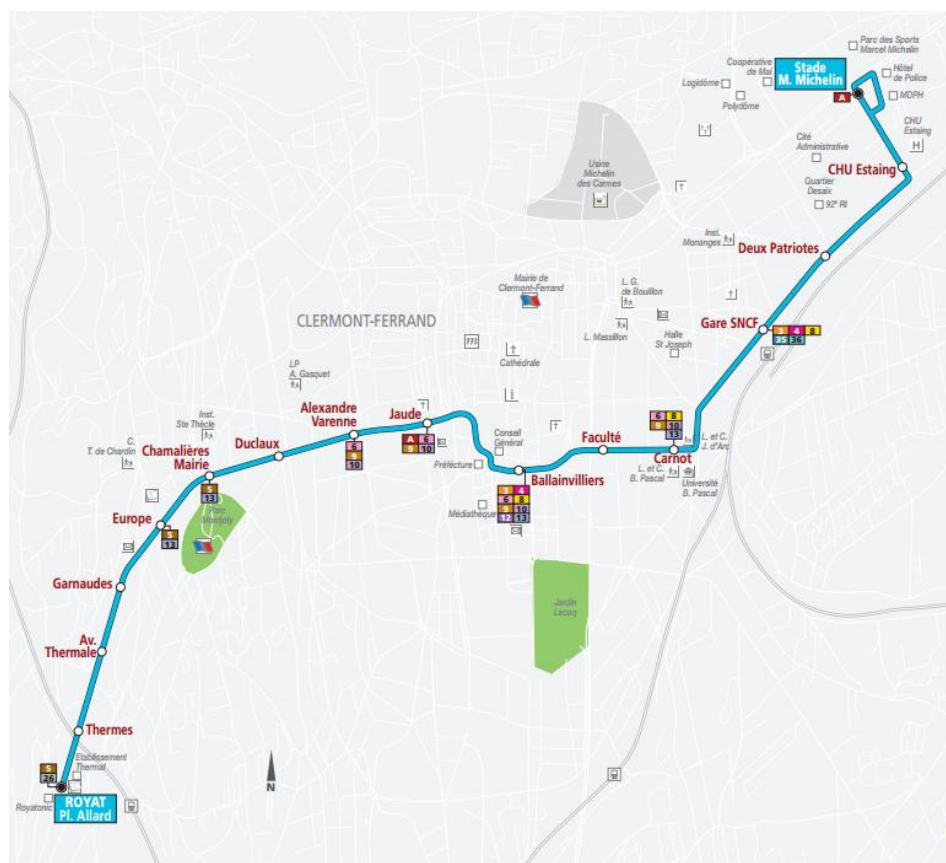 Parc des Sports
Marcel Michelin
Coopérative
de Mai
Stade
M. Michelin
Hôtel
de Police
Logidôme
Polydôme
A
MDPH
CHU
Estaing
H
Cité
Administrative
CHU Estaing
Usine
Michelin
des Carmes
Quartier
Desaix
92e RI
Inst.
Monanges
Deux Patriotes
Mairie de
Clermont-Ferrand
L. G.
de Bouillon
CLERMONT-FERRAND
L. Massillon
Halle
St Joseph
Gare SNCF
3 4 8
35 36
Cathédrale
LP
A. Gasquet
i
Alexandre
Varenne
Jaude
Inst.
Ste Thècle
C.
T. de Chardin
Chamalières
Mairie
Duclaux
6
9
10
A 6
9 10
Conseil
Général
Préfecture
Faculté
6 8
9 10
13
L. et C.
J. d'Arc
Carnot
L. et C.
B. Pascal
Université
B. Pascal
Ballainvilliers
3 4
6 8
9 10
12 13
Médiathèque
5
13
Parc
Montjoly
Europe
5
13
Garnaudes
Jardin
Lecoq
Av.
Thermale
Thermes
Etablissement
Thermal
5
26
Royatonic
ROYAT
Pl. Allard
N